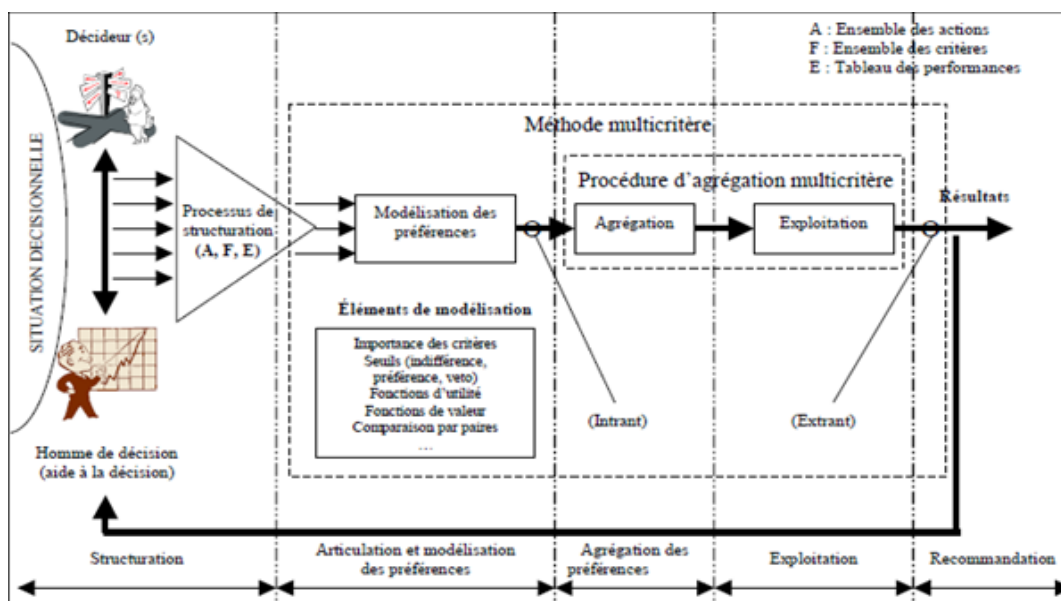 Décideur (s)
A : Ensemble des actions
F : Ensemble des critères
E : Tableau des performances
SITUATION DECISIONNELLE
Méthode multicritère
Procédure d'agrégation multicritère
Résultats
Processus de
structuration
(A, F, E)
Modélisation des
préférences
Agrégation
Exploitation
Éléments de modélisation
Importance des critères
Seuils (indifférence,
préférence, veto)
Fonctions d'utilité
Fonctions de valeur
Comparaison par paires
…
(Intrant)
(Extrant)
Homme de décision
(aide à la décision)
Structuration
Articulation et modélisation
des préférences
Agrégation des
préférences
Exploitation
Recommandation